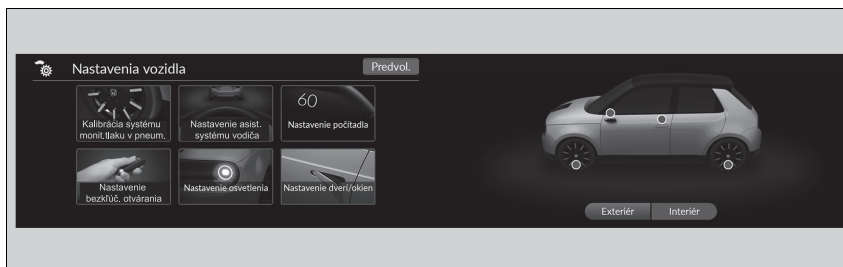 Nastavenia vozidla
Predvol.
Kalibrácia systému
monit.tlaku v pneum.
Nastavenie asist.
systému vodiča
60
Nastavenie počítadla
Nastavenie
bezkľúč. otvárania
Nastavenie osvetlenia
Nastavenie dverí/okien
Exteriér
Interiér